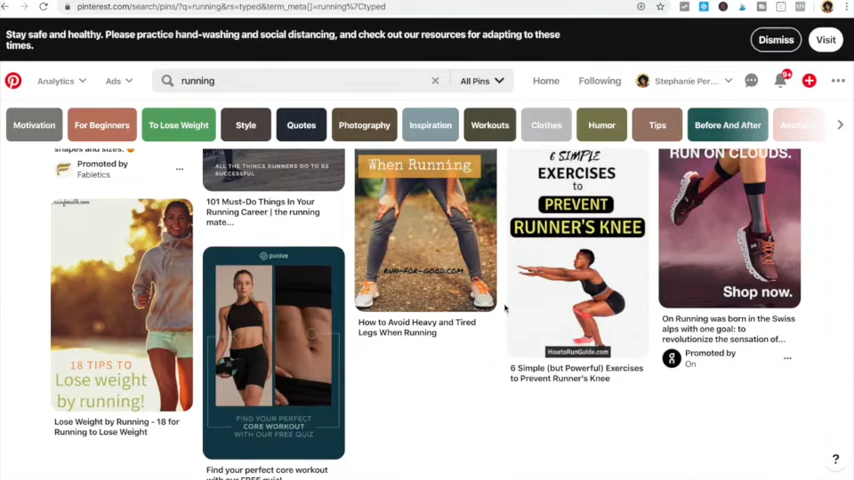 pinterest.com/search/pins/?q=running&rs=typed&term_meta[]=running%7Ctyped
Stay safe and healthy. Please practice hand-washing and social distancing, and check out our resources for adapting to these
times.
Dismiss
Visit
Analytics
Ads
running
All Pins
Home
Following
Stephanie Per...
9+
Motivation
For Beginners
To Lose Weight
Style
Quotes
Photography
Inspiration
Workouts
Clothes
Humor
Tips
Before And After
shapes and sizes.
Promoted by
Fabletics
18 TIPS TO
Lose weight
by running!
Lose Weight by Running - 18 for
Running to Lose Weight
ALL THE THINGS RUNNERS DO TO BE
SUCCESSFUL
101 Must-Do Things In Your
Running Career | the running
mate...
pvolve
FIND YOUR PERFECT
CORE WORKOUT
WITH OUR FREE QUIZ
Find your perfect core workout
with our FREE quiz!
When Running
RUN-FOR-GOOD.COM
How to Avoid Heavy and Tired
Legs When Running
6 SIMPLE
EXERCISES
to
PREVENT
RUNNER'S KNEE
HowtoRunGuide.com
6 Simple (but Powerful) Exercises
to Prevent Runner's Knee
RUN ON CLOUDS.
Shop now.
On Running was born in the Swiss
alps with one goal: to
revolutionize the sensation of...
Promoted by
On
?